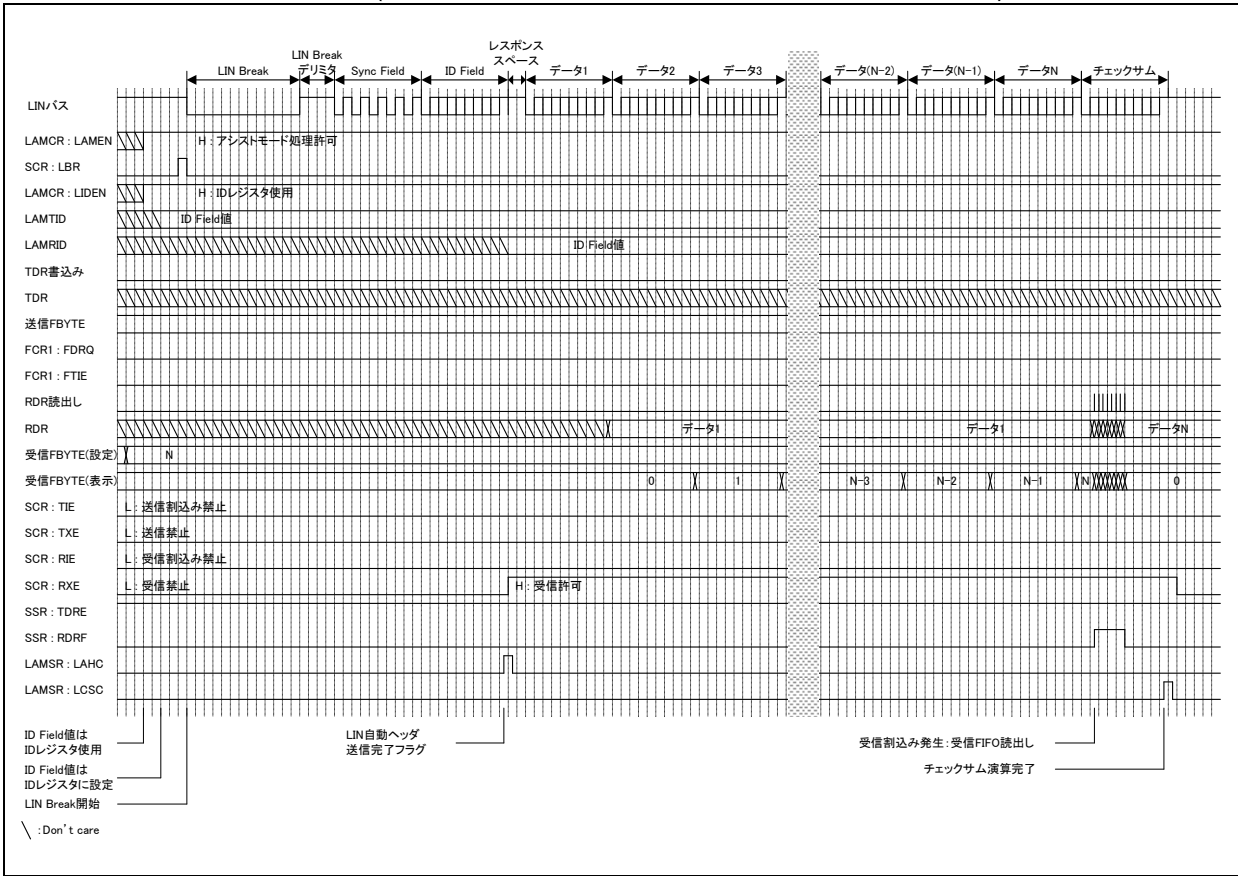 LIN Break
LIN Break
デリミタ
Sync Field
ID Field
レスポンス
スペース
データ1
データ2
データ3
データ(N-2)
データ(N-1)
データN
チェックサム
LINバス
LAMCR : LAMEN
H : アシストモード処理許可
SCR : LBR
LAMCR : LIDEN
H : IDレジスタ使用
LAMTID
ID Field値
LAMRID
ID Field値
TDR書込み
TDR
送信FBYTE
FCR1 : FDRQ
FCR1 : FTIE
RDR読出し
RDR
データ1
データ1
データN
受信FBYTE(設定)
N
受信FBYTE(表示)
0
1
N-3
N-2
N-1
N
0
SCR : TIE
L : 送信割込み禁止
SCR : TXE
L : 送信禁止
SCR : RIE
L : 受信割込み禁止
SCR : RXE
L : 受信禁止
H : 受信許可
SSR : TDRE
SSR : RDRF
LAMSR : LAHC
LAMSR : LCSC
ID Field値は
IDレジスタ使用
ID Field値は
IDレジスタに設定
LIN Break開始
LIN自動ヘッダ
送信完了フラグ
受信割込み発生:受信FIFO読出し
チェックサム演算完了
\ :Don't care